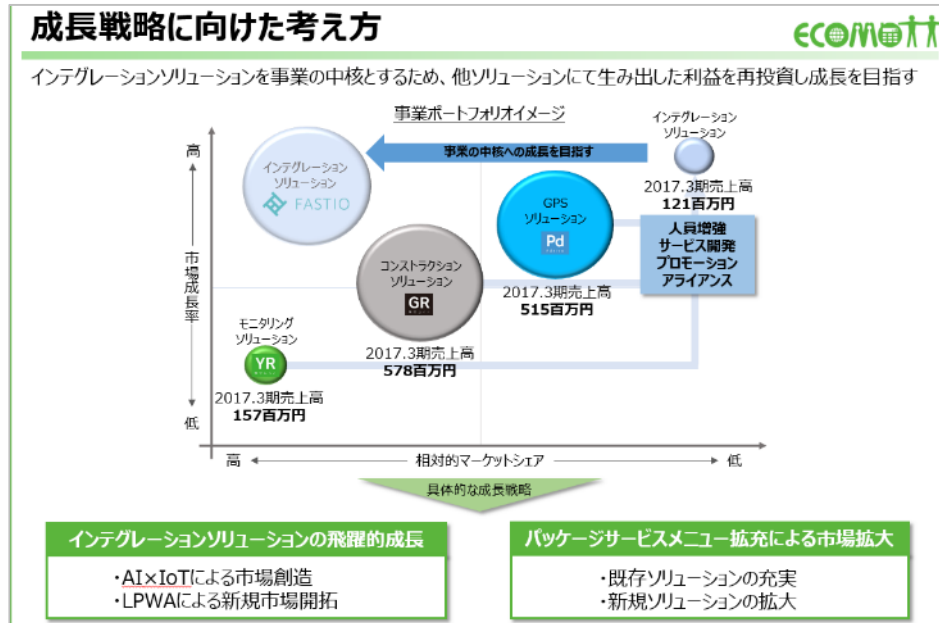 成長戦略に向けた考え方
ecomott
インテグレーションソリューションを事業の中核とするため、他ソリューションにて生み出した利益を再投資し成長を目指す
事業ポートフォリオイメージ
インテグレーション
ソリューション
事業の中核への成長を目指す
2017.3期売上高
121百万円
高
インテグレーション
ソリューション
FASTIO
GPS
ソリューション
Pd
2017.3期売上高
515百万円
人員増強
サービス開発
プロモーション
アライアンス
市場成長率
コンストラクション
ソリューション
GR
2017.3期売上高
578百万円
モニタリング
ソリューション
YR
2017.3期売上高
157百万円
低
高
相対的マーケットシェア
低
具体的な成長戦略
インテグレーションソリューションの飛躍的成長
・AI×IoTによる市場創造
・LPWAによる新規市場開拓
パッケージサービスメニュー拡充による市場拡大
・既存ソリューションの充実
・新規ソリューションの拡大